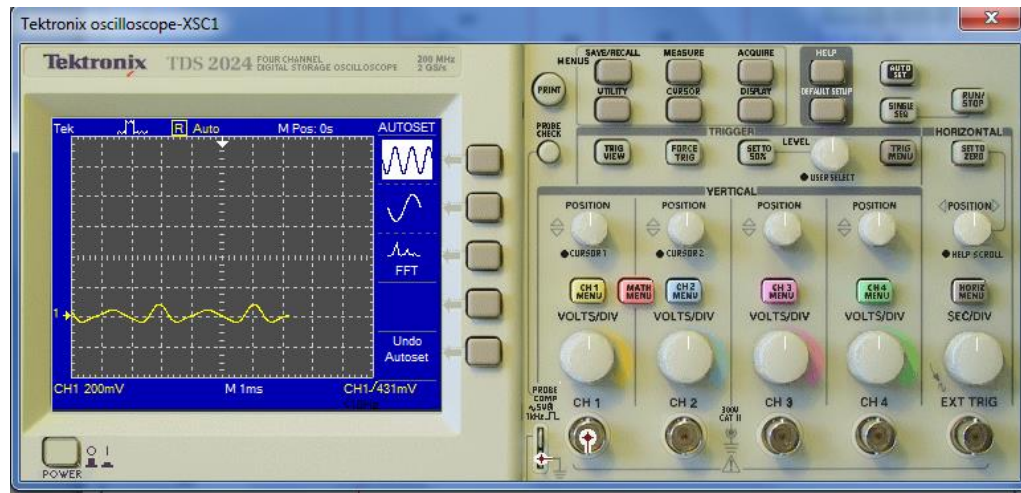 Tektronix oscilloscope-XSC1
X
Tektronix TDS 2024 FOUR CHANNEL DIGITAL STORAGE OSCILLOSCOPE 200 MHz 2 GS/s
Tek R Auto M Pos: 0s AUTOSET
FFT
1
Undo
Autoset
CH1 200mV M 1ms CH1 431mV
POWER
PRINT
MENUS
SAVE/RECALL MEASURE ACQUIRE
UTILITY CURSOR DISPLAY
HELP
DEFAULT SETUP
AUTO SET
SINGLE SEQ
RUN/ STOP
PROBE CHECK
TRIGGER
TRIG VIEW
FORCE TRIG
SET TO 50%
LEVEL
USER SELECT
TRIG MENU
HORIZONTAL
SET TO ZERO
VERTICAL
POSITION POSITION POSITION POSITION POSITION
CURSOR 1 CURSOR 2 HELP SCROLL
CH 1 MENU
MATH MENU
CH 2 MENU
CH 3 MENU
CH 4 MENU
HORIZ MENU
VOLTS/DIV VOLTS/DIV VOLTS/DIV VOLTS/DIV SEC/DIV
PROBE COMP
~5V@
1kHz
CH 1 CH 2 CH 3 CH 4 EXT TRIG
300V
CAT II